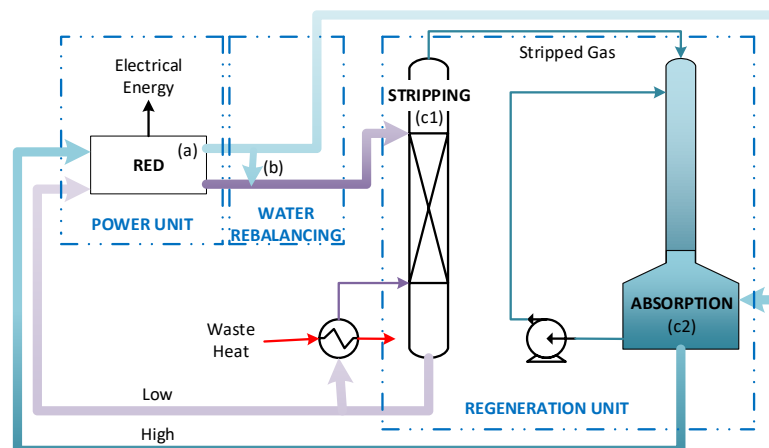 Electrical
Energy
Stripped Gas
STRIPPING
(c1)
(a)
RED
(b)
POWER UNIT
WATER
REBALANCING
ABSORPTION
(c2)
Waste
Heat
Low
REGENERATION UNIT
High